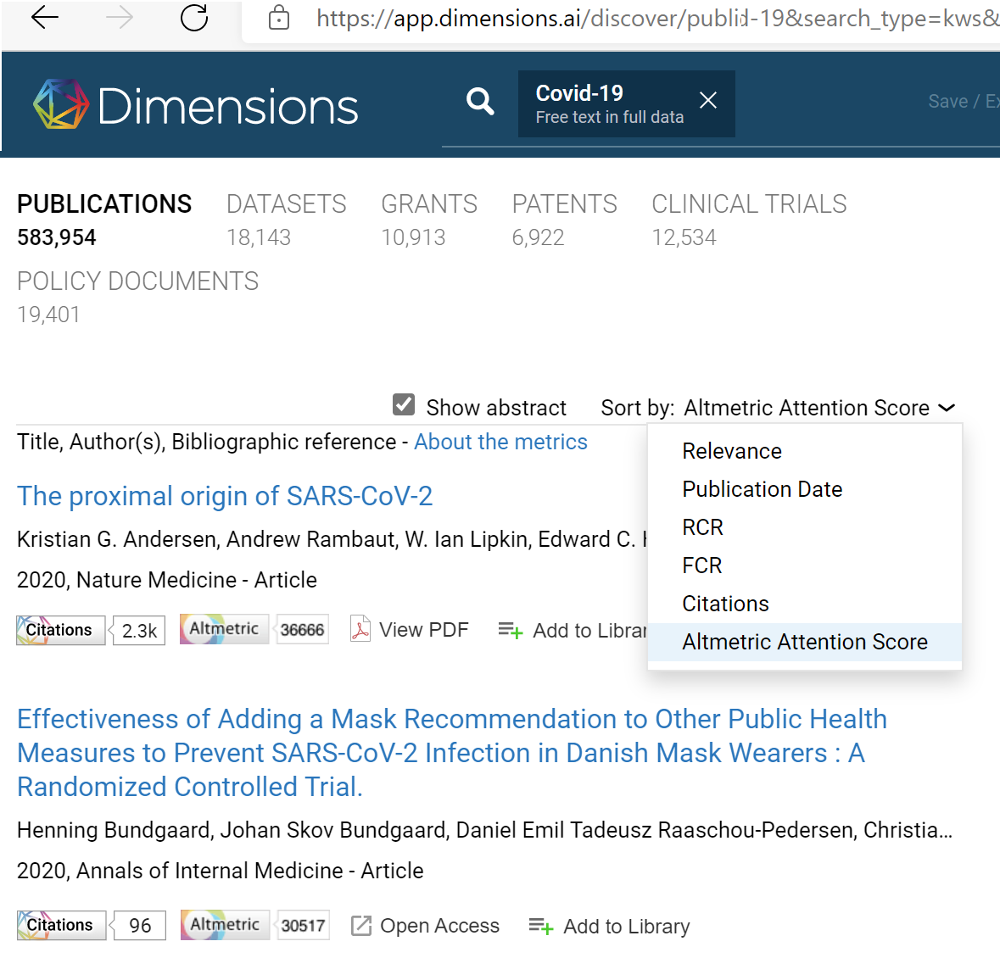 https://app.dimensions.ai/discover/publid-19&search_type=kws&
Dimensions
Covid-19
Free text in full data
Save / Ex
PUBLICATIONS DATASETS GRANTS PATENTS CLINICAL TRIALS
583,954 18,143 10,913 6,922 12,534
POLICY DOCUMENTS
19,401
Show abstract Sort by: Altmetric Attention Score
Title, Author(s), Bibliographic reference - About the metrics
Relevance
Publication Date
RCR
FCR
Citations
Altmetric Attention Score
The proximal origin of SARS-CoV-2
Kristian G. Andersen, Andrew Rambaut, W. Ian Lipkin, Edward C.
2020, Nature Medicine - Article
Citations 2.3k Altmetric 36666 View PDF Add to Librar
Effectiveness of Adding a Mask Recommendation to Other Public Health
Measures to Prevent SARS-CoV-2 Infection in Danish Mask Wearers : A
Randomized Controlled Trial.
Henning Bundgaard, Johan Skov Bundgaard, Daniel Emil Tadeusz Raaschou-Pedersen, Christia...
2020, Annals of Internal Medicine - Article
Citations 96 Altmetric 30517 Open Access Add to Library